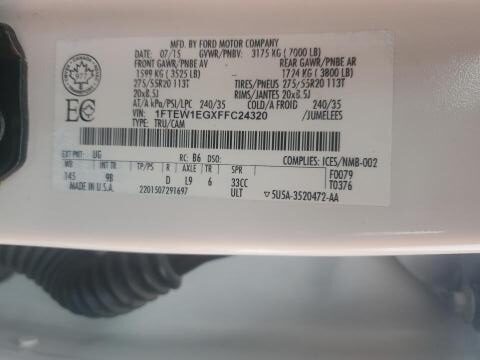 MFD. BY FORD MOTOR COMPANY
DATE: 07/15 GVWR/PNBV: 3175 KG ( 7000 LB)
FRONT GAWR/PNBE AV REAR GAWR/PNBE AR
1599 KG ( 3525 LB) 1724 KG ( 3800 LB)
275/55R20 113T TIRES/PNEUS 275/55R20 113T
20x8.5J RIMS/JANTES 20x8.5J
AT/A kPa/PSI/LPC 240/35 COLD/A FROID 240/35
VIN: 1FTEW1EGXFFC24320 /JUMELEES
TYPE: TRU/CAM
CANADA
977
EC
EXT PNT: UG RC: B6 DSO: COMPLIES: ICES/NMB-002
WB INT TR TP/PS R AXLE TR SPR F0079
145 9B D L9 6 33CC T0376
MADE IN U.S.A. ULT 5U5A-3520472-AA
2201507291697